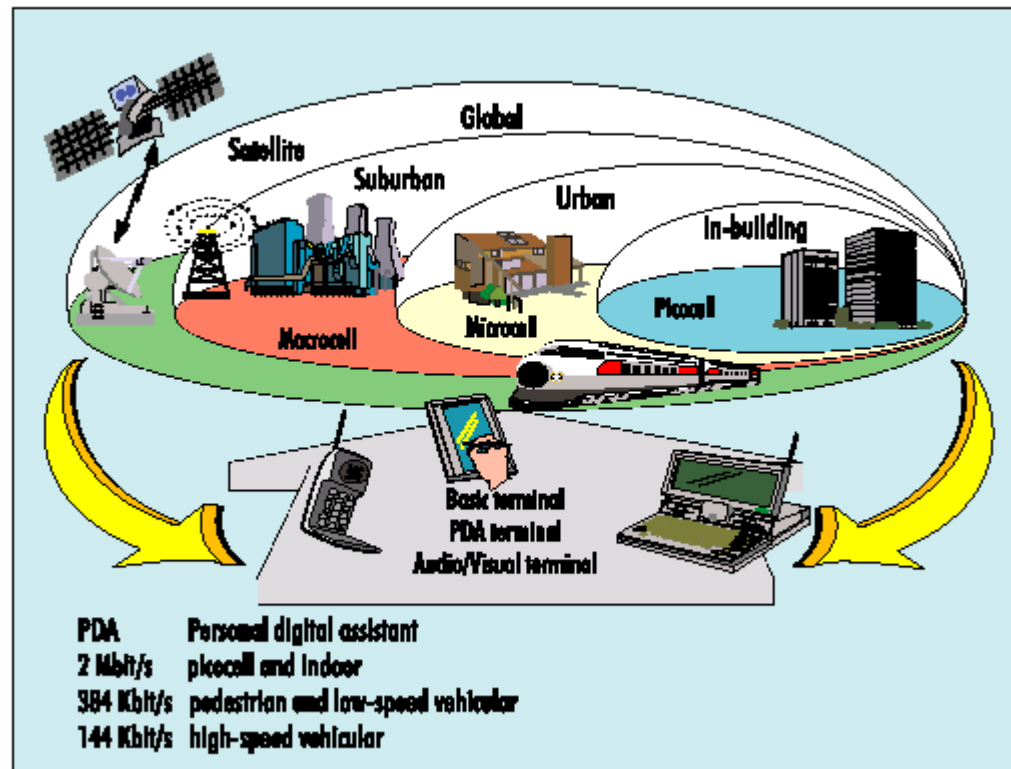 Global
Satellite
Suburban
Urban
In-building
Picocell
Microcell
Macrocell
Basic terminal
PDA terminal
Audio/Visual terminal
PDA Personal digital assistant
2 Mbit/s picocell and indoor
384 Kbit/s pedestrian and low-speed vehicular
144 Kbit/s high-speed vehicular